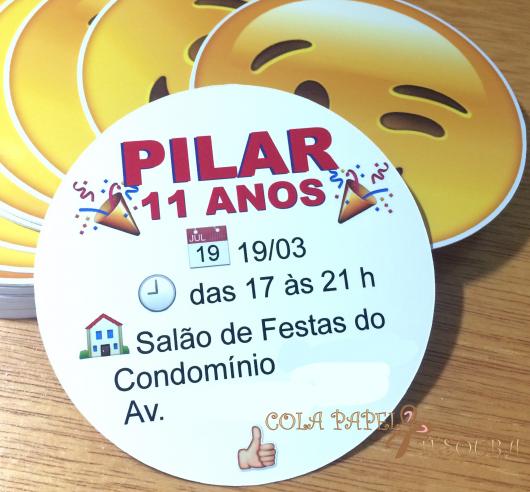 PILAR
11 ANOS
JUL
19
19/03
das 17 às 21 h
Salão de Festas do
Condomínio
Av.
COLA PAPEL
TESOURA